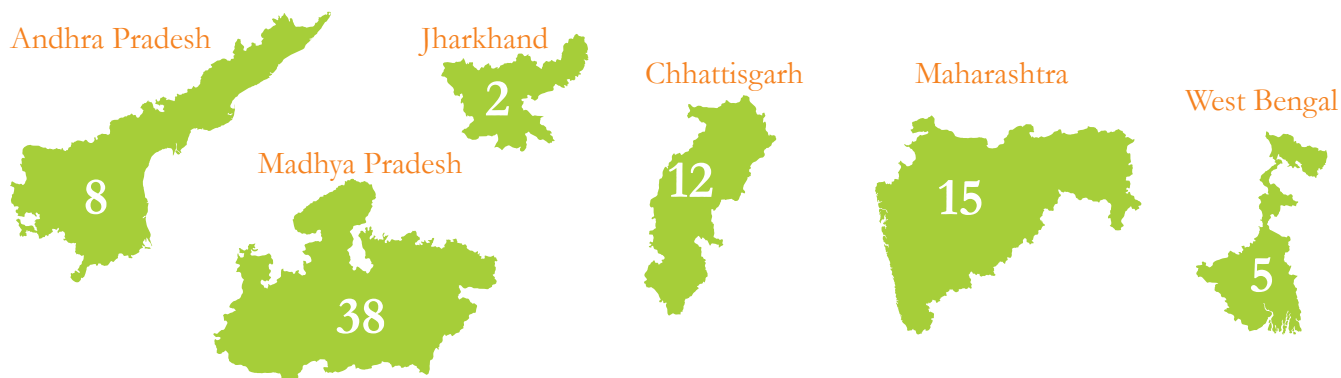 Andhra Pradesh
8
Jharkhand
2
Madhya Pradesh
38
Chhattisgarh
12
Maharashtra
15
West Bengal
5